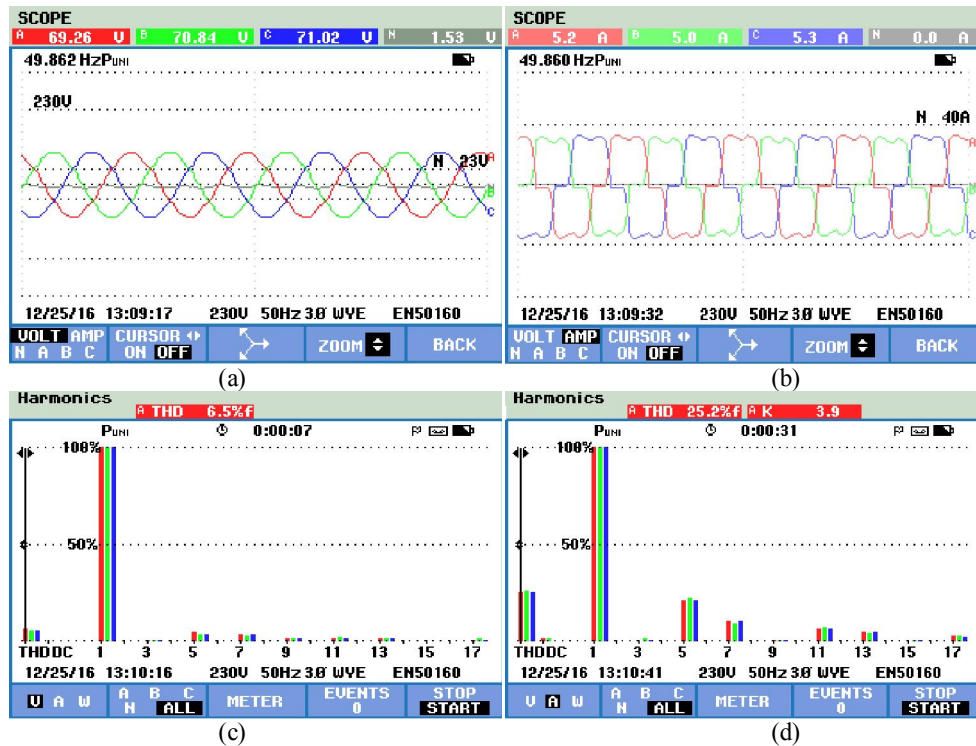 SCOPE
A 69.26 V B 70.84 V C 71.02 V N 1.53 V
49.862 Hz PUNI
230V
N 23V
A
N
B
C
12/25/16 13:09:17 230V 50Hz 3Ø WYE EN50160
VOLT AMP CURSOR ZOOM BACK
N A B C ON OFF
(a)
SCOPE
A 5.2 A B 5.0 A C 5.3 A N 0.0 A
49.860 Hz PUNI
N 40A
A
N
B
C
12/25/16 13:09:32 230V 50Hz 3Ø WYE EN50160
VOLT AMP CURSOR ZOOM BACK
N A B C ON OFF
(b)
Harmonics
A THD 6.5%f
PUNI 0:00:07
100%
50%
THDDC 1 3 5 7 9 11 13 15 17
12/25/16 13:10:16 230V 50Hz 3Ø WYE EN50160
V A W A B C METER EVENTS STOP
N ALL 0 START
(c)
Harmonics
A THD 25.2%f A K 3.9
PUNI 0:00:31
100%
50%
THDDC 1 3 5 7 9 11 13 15 17
12/25/16 13:10:41 230V 50Hz 3Ø WYE EN50160
V A W A B C METER EVENTS STOP
N ALL 0 START
(d)